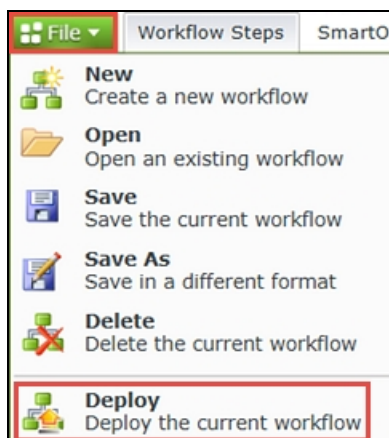 File Workflow Steps SmartO
New
Create a new workflow
Open
Open an existing workflow
Save
Save the current workflow
Save As
Save in a different format
Delete
Delete the current workflow
Deploy
Deploy the current workflow